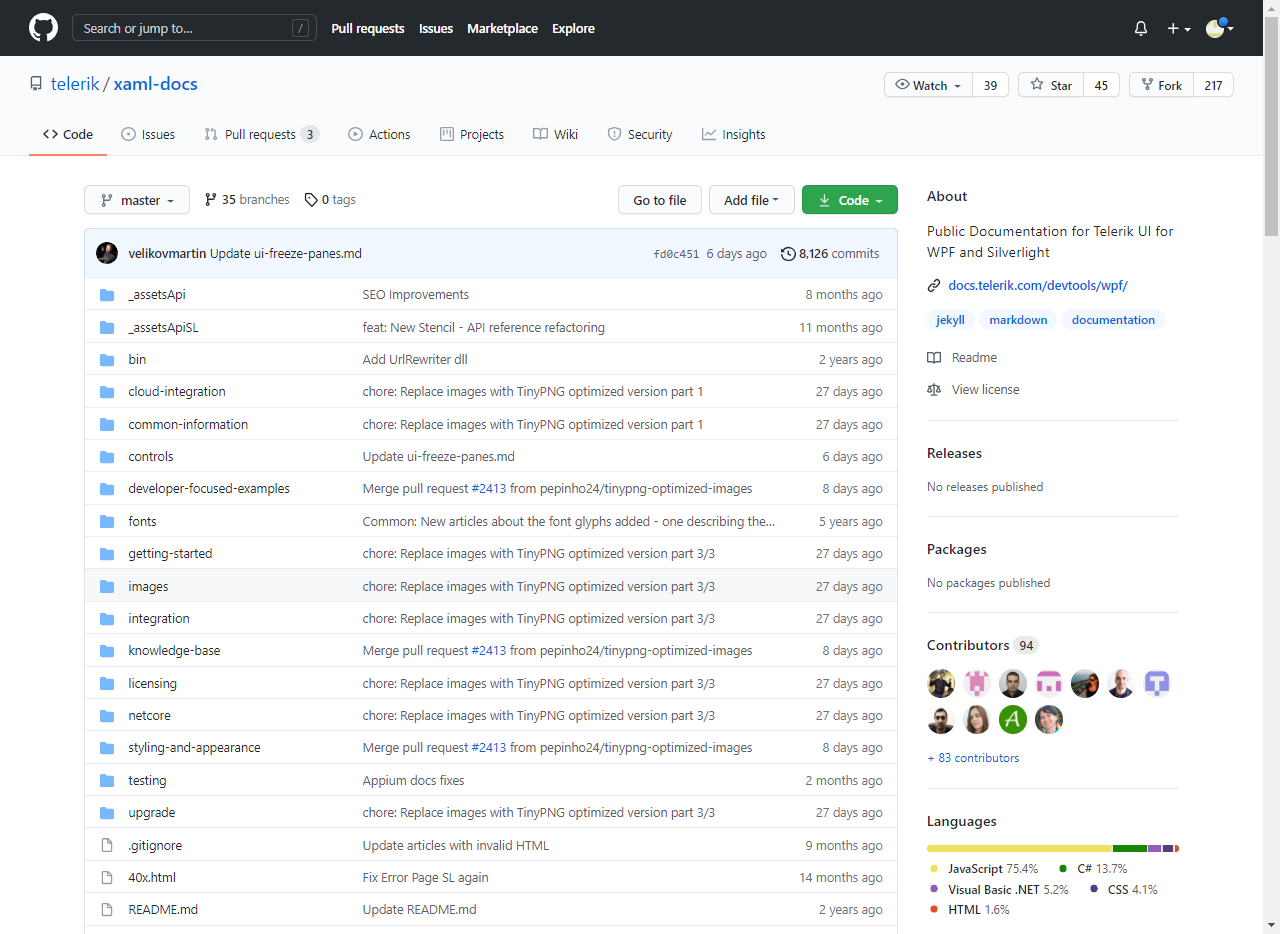 Search or jump to... /
Pull requests Issues Marketplace Explore
telerik / xaml-docs
Watch 39 Star 45 Fork 217
Code Issues Pull requests 3 Actions Projects Wiki Security Insights
master 35 branches 0 tags Go to file Add file Code
velikovmartin Update ui-freeze-panes.md fd0c451 6 days ago 8,126 commits
_assetsApi SEO Improvements 8 months ago
_assetsApiSL feat: New Stencil - API reference refactoring 11 months ago
bin Add UrlRewriter dll 2 years ago
cloud-integration chore: Replace images with TinyPNG optimized version part 1 27 days ago
common-information chore: Replace images with TinyPNG optimized version part 1 27 days ago
controls Update ui-freeze-panes.md 6 days ago
developer-focused-examples Merge pull request #2413 from pepinho24/tinypng-optimized-images 8 days ago
fonts Common: New articles about the font glyphs added - one describing the... 5 years ago
getting-started chore: Replace images with TinyPNG optimized version part 3/3 27 days ago
images chore: Replace images with TinyPNG optimized version part 3/3 27 days ago
integration chore: Replace images with TinyPNG optimized version part 3/3 27 days ago
knowledge-base Merge pull request #2413 from pepinho24/tinypng-optimized-images 8 days ago
licensing chore: Replace images with TinyPNG optimized version part 3/3 27 days ago
netcore chore: Replace images with TinyPNG optimized version part 3/3 27 days ago
styling-and-appearance Merge pull request #2413 from pepinho24/tinypng-optimized-images 8 days ago
testing Appium docs fixes 2 months ago
upgrade chore: Replace images with TinyPNG optimized version part 3/3 27 days ago
.gitignore Update articles with invalid HTML 9 months ago
40x.html Fix Error Page SL again 14 months ago
README.md Update README.md 2 years ago
About
Public Documentation for Telerik UI for
WPF and Silverlight
docs.telerik.com/devtools/wpf/
jekyll markdown documentation
Readme
View license
Releases
No releases published
Packages
No packages published
Contributors 94
+ 83 contributors
Languages
JavaScript 75.4% C# 13.7%
Visual Basic .NET 5.2% CSS 4.1%
HTML 1.6%